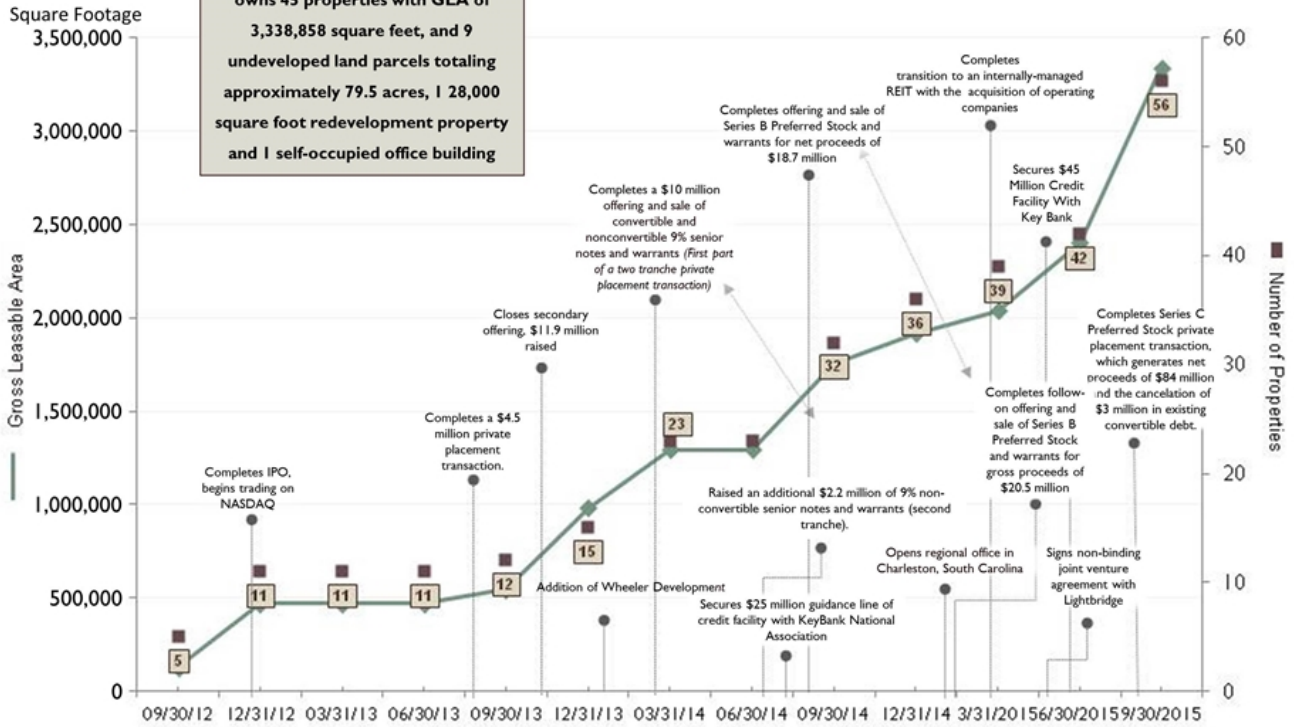 Square Footage
owns 45 properties with GLA of
3,338,858 square feet, and 9
undeveloped land parcels totaling
approximately 79.5 acres, 1 28,000
square foot redevelopment property
and 1 self-occupied office building
3,500,000
3,000,000
2,500,000
2,000,000
1,500,000
1,000,000
500,000
0
Gross Leasable Area
60
50
40
30
20
10
0
Number of Properties
Completes IPO,
begins trading on
NASDAQ
Completes a $4.5
million private
placement
transaction.
Closes secondary
offering, $11.9 million
raised
Completes a $10 million
offering and sale of
convertible and
nonconvertible 9% senior
notes and warrants (First part
of a two tranche private
placement transaction)
Completes offering and sale of
Series B Preferred Stock and
warrants for net proceeds of
$18.7 million
Completes
transition to an internally-managed
REIT with the acquisition of operating
companies
Secures $45
Million Credit
Facility With
Key Bank
Completes Series C
Preferred Stock private
placement transaction,
which generates net
proceeds of $84 million
and the cancelation of
$3 million in existing
convertible debt.
Completes follow-
on offering and
sale of Series B
Preferred Stock
and warrants for
gross proceeds of
$20.5 million
Raised an additional $2.2 million of 9% non-
convertible senior notes and warrants (second
tranche).
Addition of Wheeler Development
Secures $25 million guidance line of
credit facility with KeyBank National
Association
Opens regional office in
Charleston, South Carolina
Signs non-binding
joint venture
agreement with
Lightbridge
5
11
11
11
12
15
23
32
36
39
42
56
09/30/12 12/31/12 03/31/13 06/30/13 09/30/13 12/31/13 03/31/14 06/30/14 09/30/14 12/31/14 3/31/2015 6/30/2015 9/30/2015